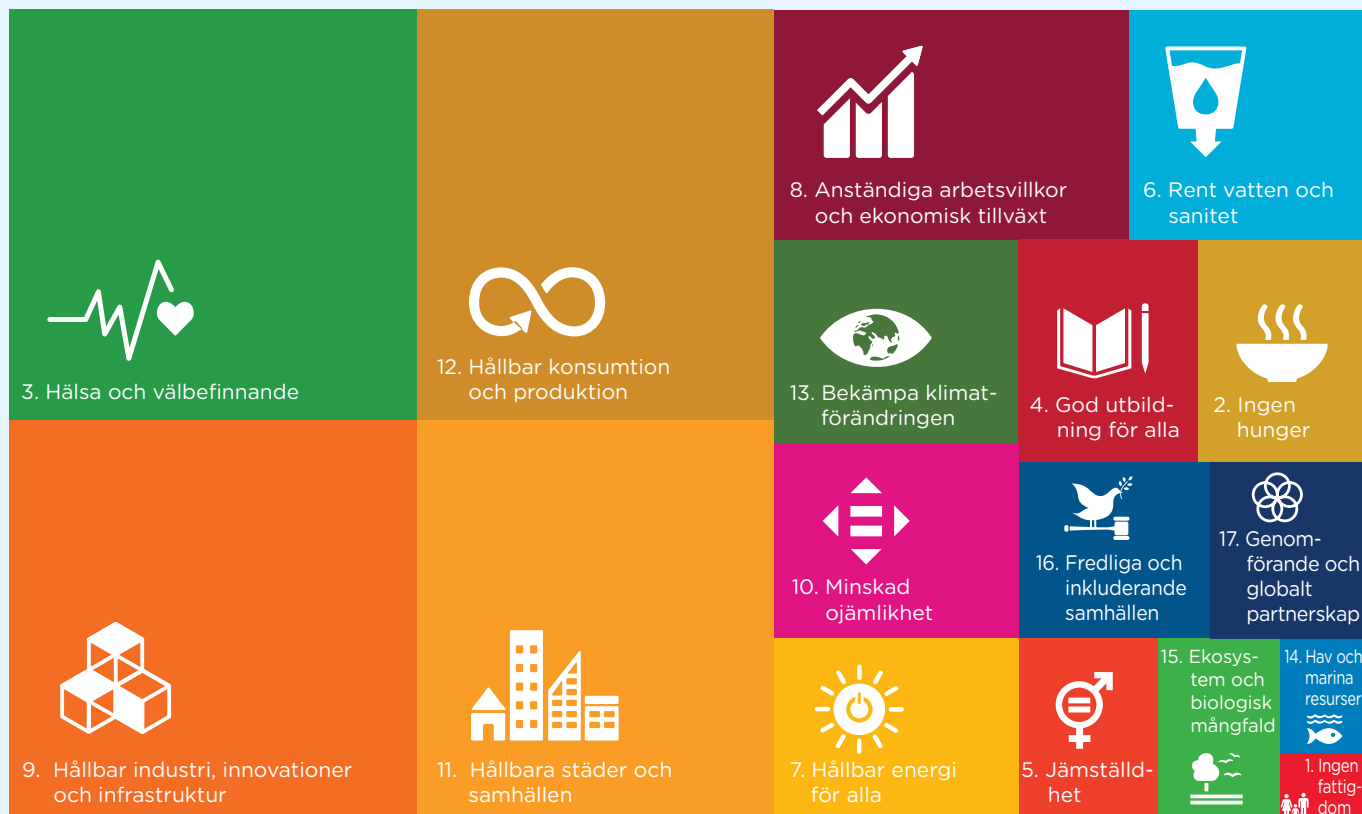 3. Hälsa och välbefinnande
12. Hållbar konsumtion
och produktion
8. Anständiga arbetsvillkor
och ekonomisk tillväxt
6. Rent vatten och
sanitet
13. Bekämpa klimat-
förändringen
4. God utbild-
ning för alla
2. Ingen
hunger
10. Minskad
ojämlikhet
16. Fredliga och
inkluderande
samhällen
17. Genom-
förande och
globalt
partnerskap
9. Hållbar industri, innovationer
och infrastruktur
11. Hållbara städer och
samhällen
7. Hållbar energi
för alla
5. Jämställd-
het
15. Ekosys-
tem och
biologisk
mångfald
14. Hav och
marina
resurser
1. Ingen
fattig-
dom